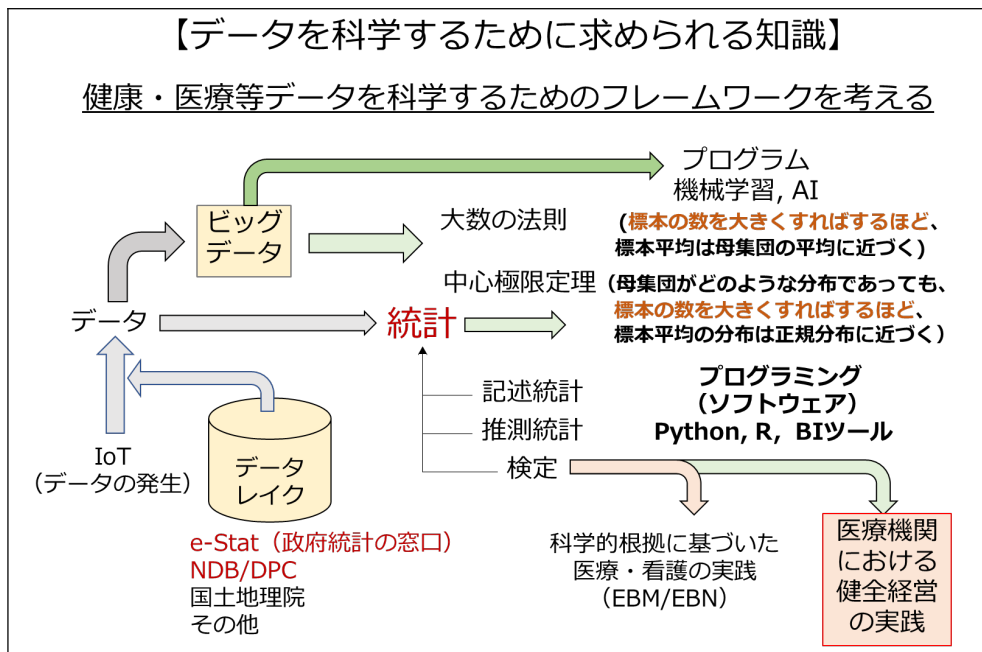 【データを科学するために求められる知識】
健康・医療等データを科学するためのフレームワークを考える
プログラム
機械学習, AI
ビッグ
データ
大数の法則
(標本の数を大きくすればするほど、
標本平均は母集団の平均に近づく)
中心極限定理
(母集団がどのような分布であっても、
標本の数を大きくすればするほど、
標本平均の分布は正規分布に近づく)
データ
統計
記述統計
推測統計
検定
プログラミング
(ソフトウェア)
Python, R, BIツール
IoT
(データの発生)
データ
レイク
e-Stat(政府統計の窓口)
NDB/DPC
国土地理院
その他
科学的根拠に基づいた
医療・看護の実践
(EBM/EBN)
医療機関
における
健全経営
の実践